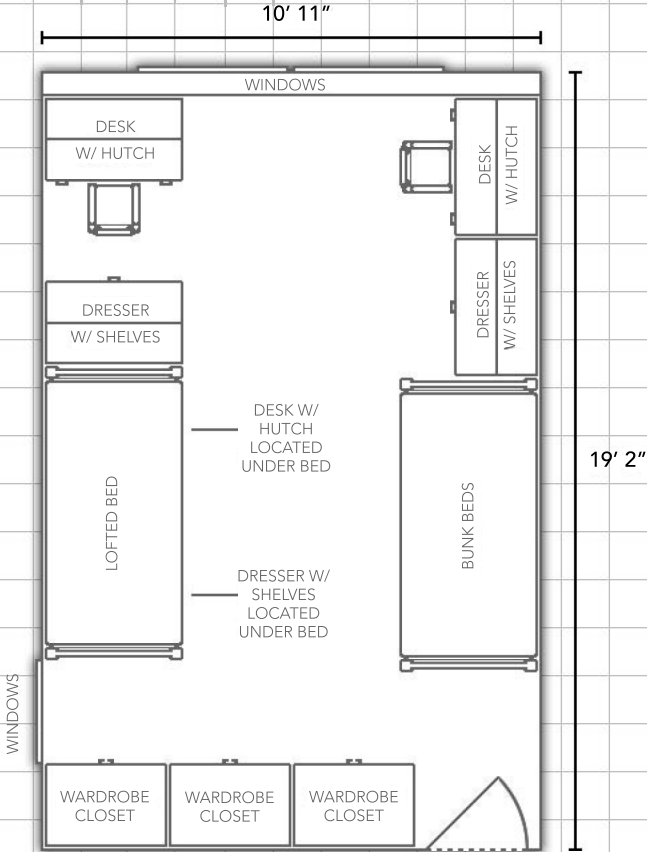 10' 11"
WINDOWS
DESK
W/ HUTCH
DESK
W/ HUTCH
DRESSER
W/ SHELVES
DRESSER
W/ SHELVES
DESK W/
HUTCH
LOCATED
UNDER BED
19' 2"
LOFTED BED
BUNK BEDS
DRESSER W/
SHELVES
LOCATED
UNDER BED
WINDOWS
WARDROBE
CLOSET
WARDROBE
CLOSET
WARDROBE
CLOSET